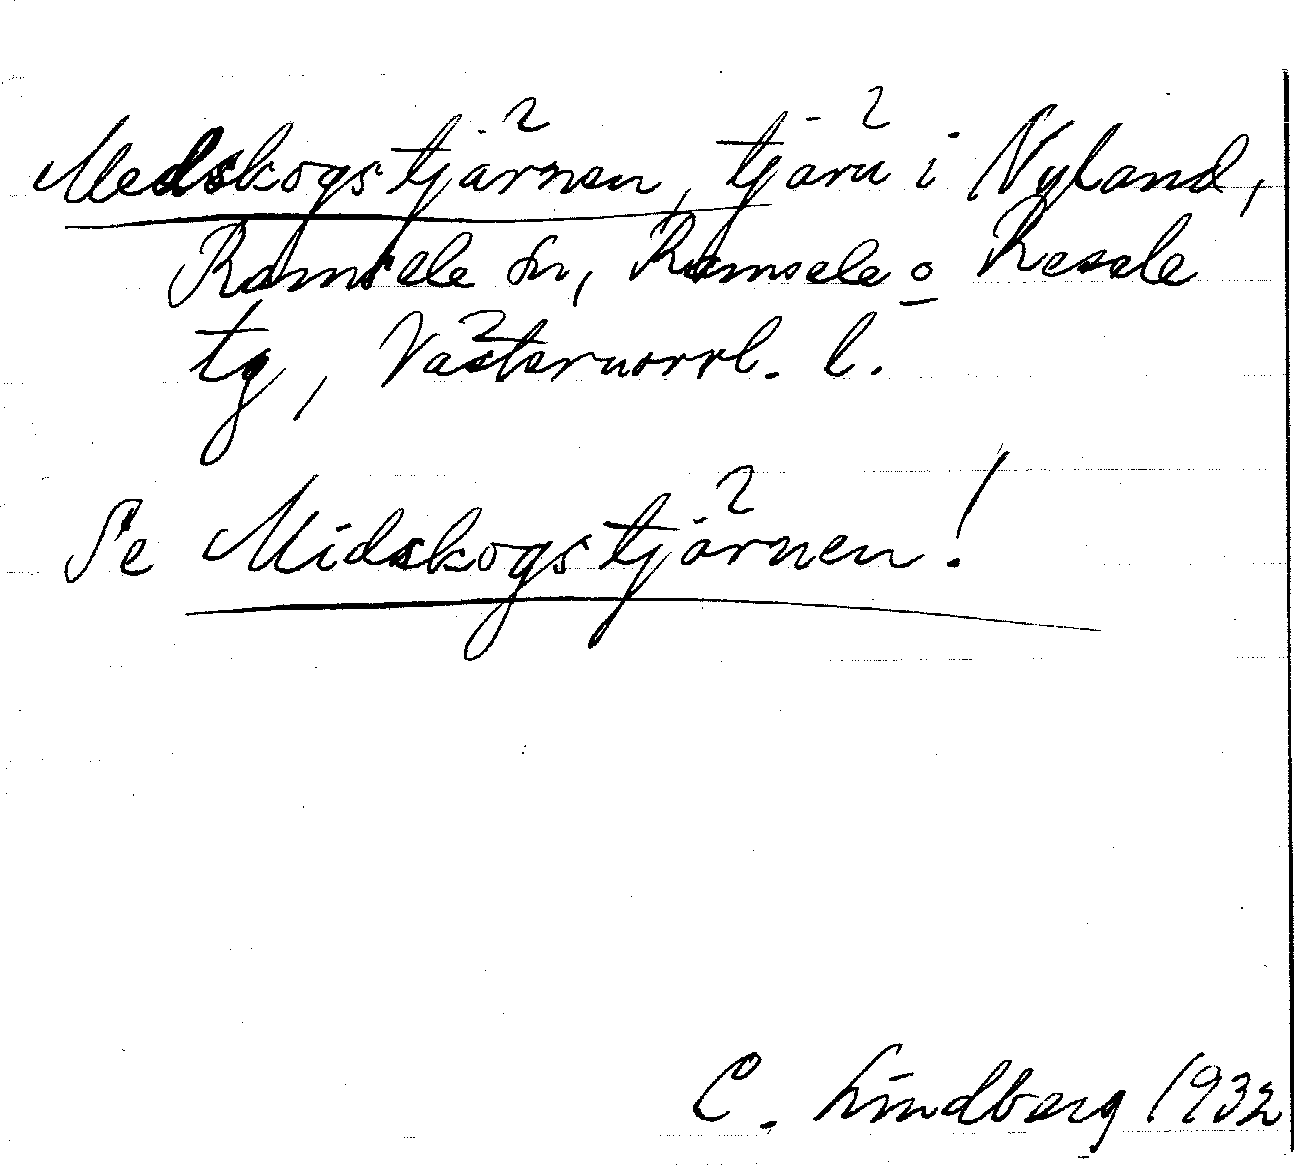 Medskogstjärnen, tjärn i Nyland,
Ramsele sn, Ramsele o Resele
tg, Västernorrl. l.
Se Midskogstjärnen!
C. Lindberg 1932